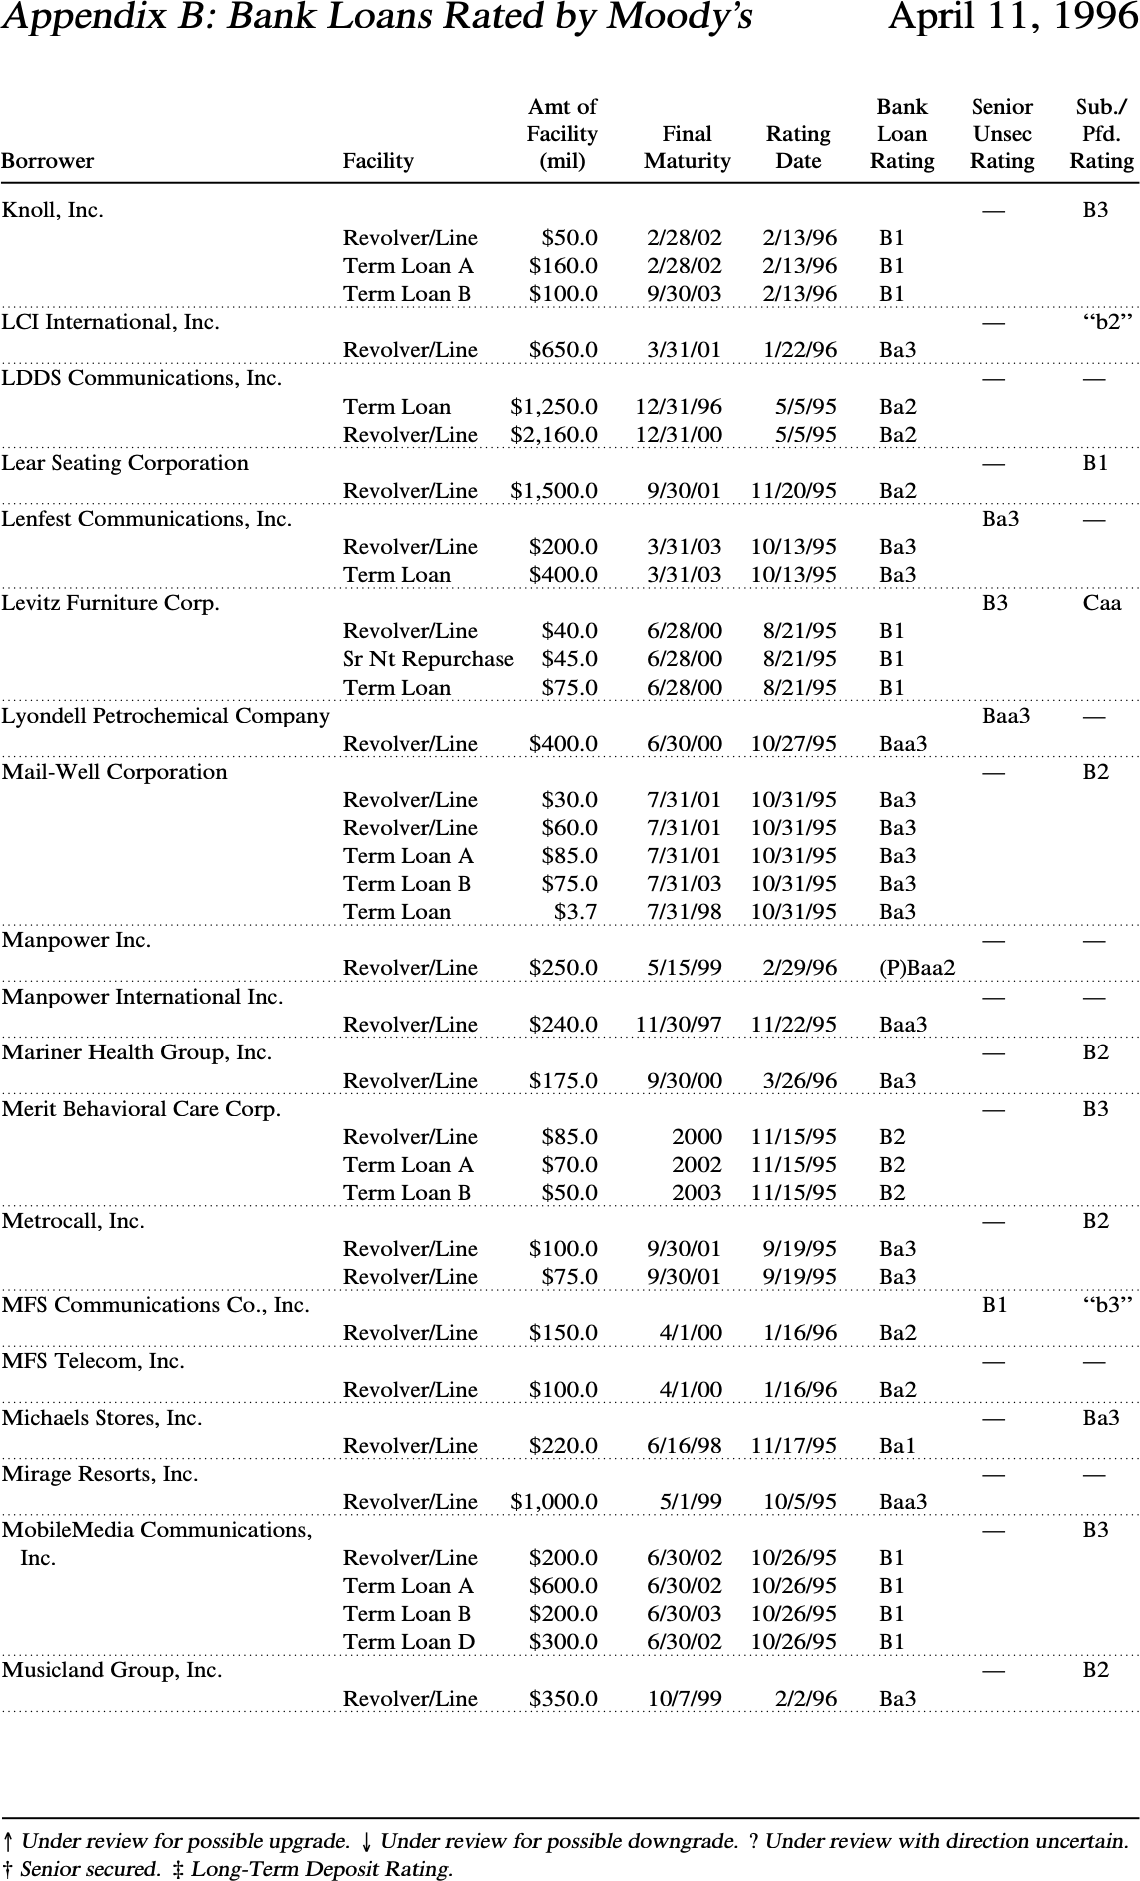 Appendix B: Bank Loans Rated by Moody’s April 11, 1996
Amt of Bank Senior Sub./
Facility Final Rating Loan Unsec Pfd.
Borrower Facility (mil) Maturity Date Rating Rating Rating
Knoll, Inc. — B3
Revolver/Line $50.0 2/28/02 2/13/96 B1
Term Loan A $160.0 2/28/02 2/13/96 B1
Term Loan B $100.0 9/30/03 2/13/96 B1
LCI International, Inc. — “b2”
Revolver/Line $650.0 3/31/01 1/22/96 Ba3
LDDS Communications, Inc. — —
Term Loan $1,250.0 12/31/96 5/5/95 Ba2
Revolver/Line $2,160.0 12/31/00 5/5/95 Ba2
Lear Seating Corporation — B1
Revolver/Line $1,500.0 9/30/01 11/20/95 Ba2
Lenfest Communications, Inc. Ba3 —
Revolver/Line $200.0 3/31/03 10/13/95 Ba3
Term Loan $400.0 3/31/03 10/13/95 Ba3
Levitz Furniture Corp. B3 Caa
Revolver/Line $40.0 6/28/00 8/21/95 B1
Sr Nt Repurchase $45.0 6/28/00 8/21/95 B1
Term Loan $75.0 6/28/00 8/21/95 B1
Lyondell Petrochemical Company Baa3 —
Revolver/Line $400.0 6/30/00 10/27/95 Baa3
Mail-Well Corporation — B2
Revolver/Line $30.0 7/31/01 10/31/95 Ba3
Revolver/Line $60.0 7/31/01 10/31/95 Ba3
Term Loan A $85.0 7/31/01 10/31/95 Ba3
Term Loan B $75.0 7/31/03 10/31/95 Ba3
Term Loan $3.7 7/31/98 10/31/95 Ba3
Manpower Inc. — —
Revolver/Line $250.0 5/15/99 2/29/96 (P)Baa2
Manpower International Inc. — —
Revolver/Line $240.0 11/30/97 11/22/95 Baa3
Mariner Health Group, Inc. — B2
Revolver/Line $175.0 9/30/00 3/26/96 Ba3
Merit Behavioral Care Corp. — B3
Revolver/Line $85.0 2000 11/15/95 B2
Term Loan A $70.0 2002 11/15/95 B2
Term Loan B $50.0 2003 11/15/95 B2
Metrocall, Inc. — B2
Revolver/Line $100.0 9/30/01 9/19/95 Ba3
Revolver/Line $75.0 9/30/01 9/19/95 Ba3
MFS Communications Co., Inc. B1 “b3”
Revolver/Line $150.0 4/1/00 1/16/96 Ba2
MFS Telecom, Inc. — —
Revolver/Line $100.0 4/1/00 1/16/96 Ba2
Michaels Stores, Inc. — Ba3
Revolver/Line $220.0 6/16/98 11/17/95 Ba1
Mirage Resorts, Inc. — —
Revolver/Line $1,000.0 5/1/99 10/5/95 Baa3
MobileMedia Communications, — B3
Inc. Revolver/Line $200.0 6/30/02 10/26/95 B1
Term Loan A $600.0 6/30/02 10/26/95 B1
Term Loan B $200.0 6/30/03 10/26/95 B1
Term Loan D $300.0 6/30/02 10/26/95 B1
Musicland Group, Inc. — B2
Revolver/Line $350.0 10/7/99 2/2/96 Ba3
↑ Under review for possible upgrade. ↓ Under review for possible downgrade. ? Under review with direction uncertain.
† Senior secured. ‡ Long-Term Deposit Rating.